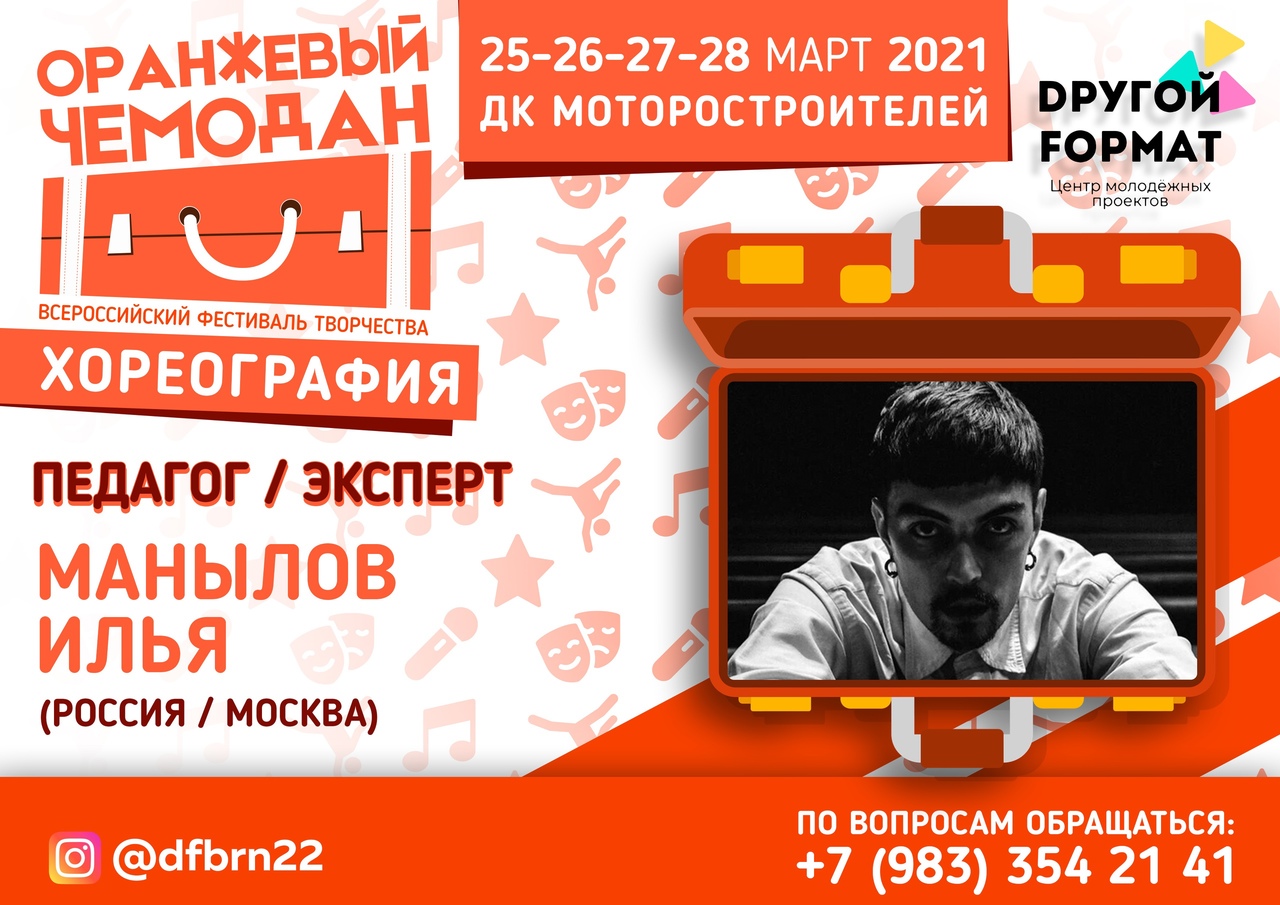 ОРАНЖЕВЫЙ
ЧЕМОДАН
ВСЕРОССИЙСКИЙ ФЕСТИВАЛЬ ТВОРЧЕСТВА
ХОРЕОГРАФИЯ
25-26-27-28 МАРТ 2021
ДК МОТОРОСТРОИТЕЛЕЙ
DРУГОЙ
FОРМАТ
Центр молодёжных
проектов
ПЕДАГОГ / ЭКСПЕРТ
МАНЫЛОВ
ИЛЬЯ
(РОССИЯ / МОСКВА)
@dfbrn22
ПО ВОПРОСАМ ОБРАЩАТЬСЯ:
+7 (983) 354 21 41